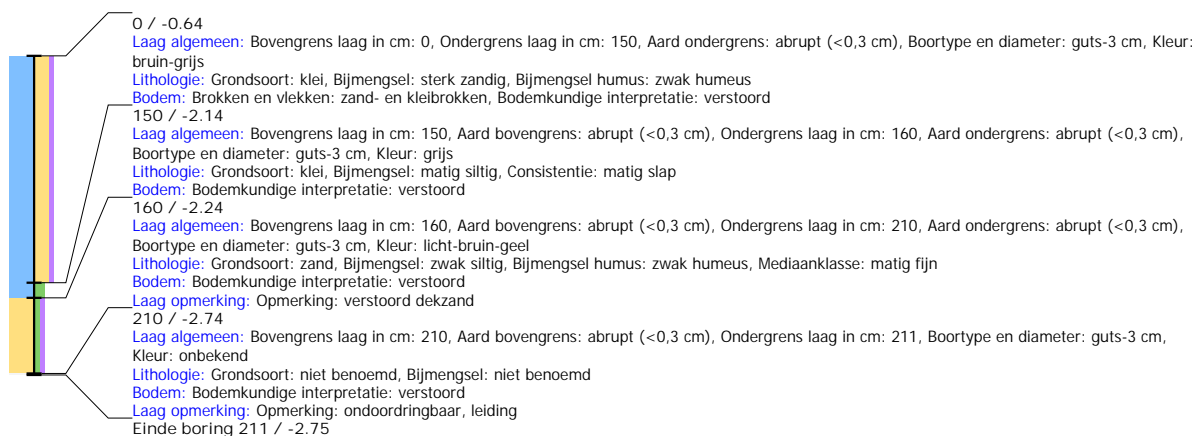 0 / -0.64
Laag algemeen: Bovengrens laag in cm: 0, Ondergrens laag in cm: 150, Aard ondergrens: abrupt (<0,3 cm), Boortype en diameter: guts-3 cm, Kleur:
bruin-grijs
Lithologie: Grondsoort: klei, Bijmengsel: sterk zandig, Bijmengsel humus: zwak humeus
Bodem: Brokken en vlekken: zand- en kleibrokken, Bodemkundige interpretatie: verstoord
150 / -2.14
Laag algemeen: Bovengrens laag in cm: 150, Aard bovengrens: abrupt (<0,3 cm), Ondergrens laag in cm: 160, Aard ondergrens: abrupt (<0,3 cm),
Boortype en diameter: guts-3 cm, Kleur: grijs
Lithologie: Grondsoort: klei, Bijmengsel: matig siltig, Consistentie: matig slap
Bodem: Bodemkundige interpretatie: verstoord
160 / -2.24
Laag algemeen: Bovengrens laag in cm: 160, Aard bovengrens: abrupt (<0,3 cm), Ondergrens laag in cm: 210, Aard ondergrens: abrupt (<0,3 cm),
Boortype en diameter: guts-3 cm, Kleur: licht-bruin-geel
Lithologie: Grondsoort: zand, Bijmengsel: zwak siltig, Bijmengsel humus: zwak humeus, Mediaanklasse: matig fijn
Bodem: Bodemkundige interpretatie: verstoord
Laag opmerking: Opmerking: verstoord dekzand
210 / -2.74
Laag algemeen: Bovengrens laag in cm: 210, Aard bovengrens: abrupt (<0,3 cm), Ondergrens laag in cm: 211, Boortype en diameter: guts-3 cm,
Kleur: onbekend
Lithologie: Grondsoort: niet benoemd, Bijmengsel: niet benoemd
Bodem: Bodemkundige interpretatie: verstoord
Laag opmerking: Opmerking: ondoordringbaar, leiding
Einde boring 211 / -2.75